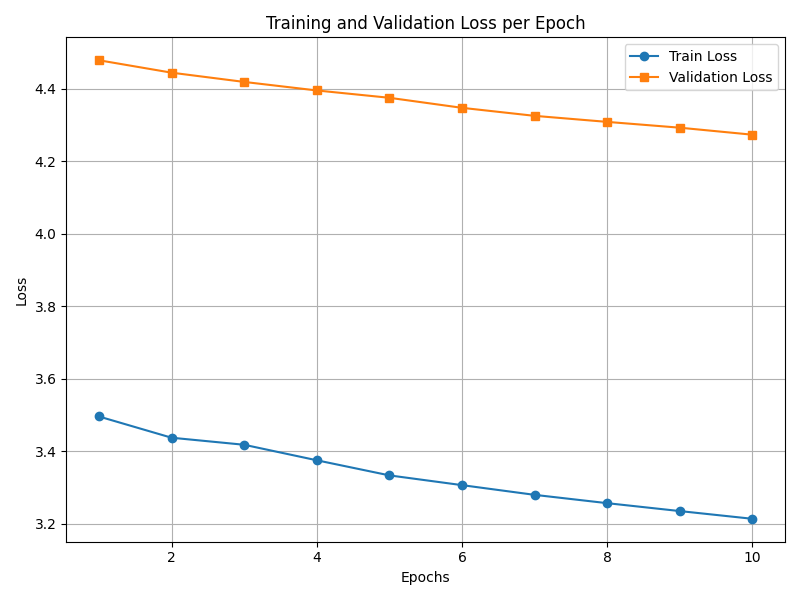 Training and Validation Loss per Epoch
Train Loss
Validation Loss
4.4
4.2
4.0
3.8
3.6
3.4
3.2
Loss
2 4 6 8 10
Epochs